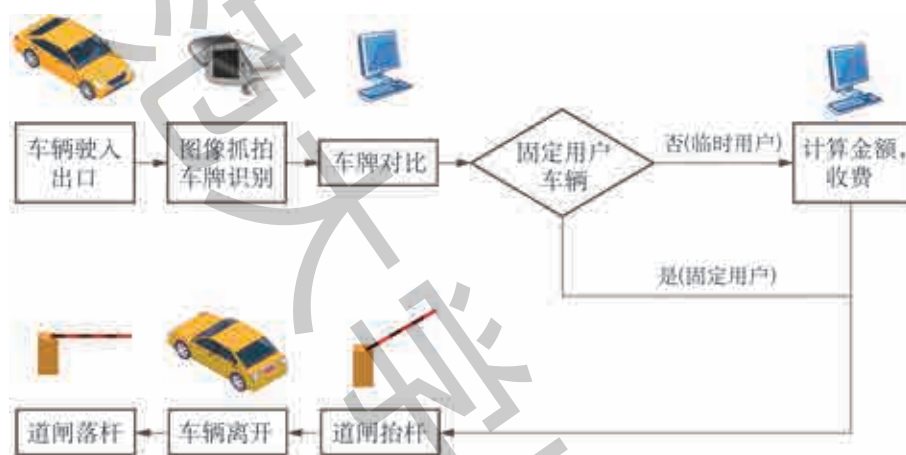 车辆驶入
出口
图像抓拍
车牌识别
车牌对比
固定用户
车辆
否(临时用户)
计算金额,
收费
是(固定用户)
道闸抬杆
车辆离开
道闸落杆